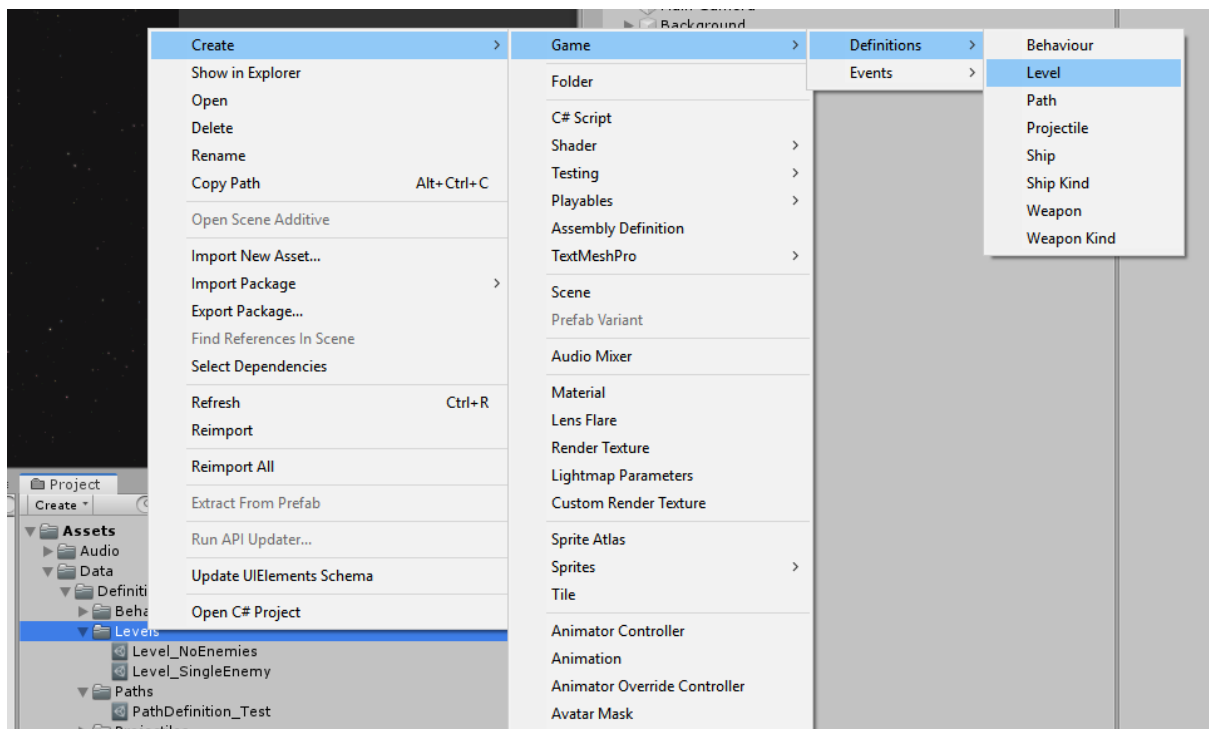 Background
Create
Show in Explorer
Open
Delete
Rename
Copy Path Alt+Ctrl+C
Open Scene Additive
Import New Asset...
Import Package
Export Package...
Find References In Scene
Select Dependencies
Refresh Ctrl+R
Reimport
Reimport All
Extract From Prefab
Run API Updater...
Update UIElements Schema
Open C# Project
Game
Folder
C# Script
Shader
Testing
Playables
Assembly Definition
TextMeshPro
Scene
Prefab Variant
Audio Mixer
Material
Lens Flare
Render Texture
Lightmap Parameters
Custom Render Texture
Sprite Atlas
Sprites
Tile
Animator Controller
Animation
Animator Override Controller
Avatar Mask
Definitions
Events
Behaviour
Level
Path
Projectile
Ship
Ship Kind
Weapon
Weapon Kind
Project
Create
Assets
Audio
Data
Definiti
Beha
Levels
Level_NoEnemies
Level_SingleEnemy
Paths
PathDefinition_Test